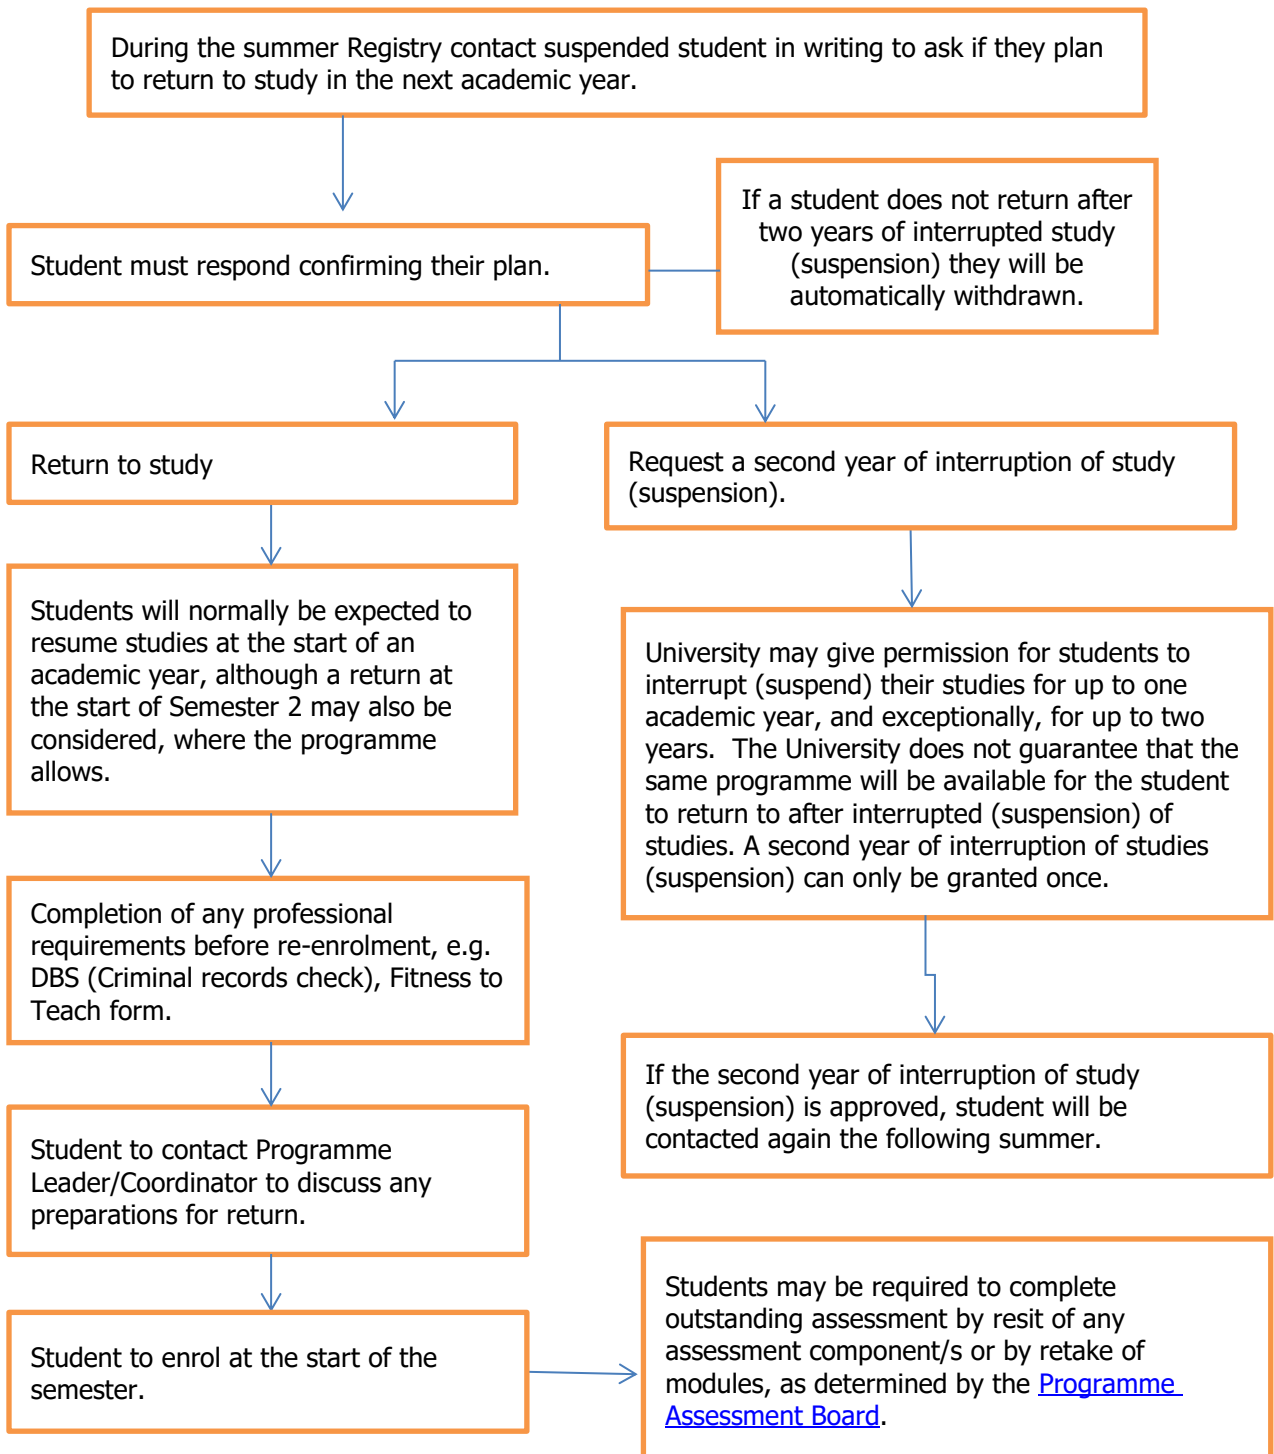 During the summer Registry contact suspended student in writing to ask if they plan
to return to study in the next academic year.
If a student does not return after
two years of interrupted study
(suspension) they will be
automatically withdrawn.
Student must respond confirming their plan.
Return to study
Request a second year of interruption of study
(suspension).
Students will normally be expected to
resume studies at the start of an
academic year, although a return at
the start of Semester 2 may also be
considered, where the programme
allows.
University may give permission for students to
interrupt (suspend) their studies for up to one
academic year, and exceptionally, for up to two
years.  The University does not guarantee that the
same programme will be available for the student
to return to after interrupted (suspension) of
studies. A second year of interruption of studies
(suspension) can only be granted once.
Completion of any professional
requirements before re-enrolment, e.g.
DBS (Criminal records check), Fitness to
Teach form.
If the second year of interruption of study
(suspension) is approved, student will be
contacted again the following summer.
Student to contact Programme
Leader/Coordinator to discuss any
preparations for return.
Student to enrol at the start of the
semester.
Students may be required to complete
outstanding assessment by resit of any
assessment component/s or by retake of
modules, as determined by the Programme
Assessment Board.